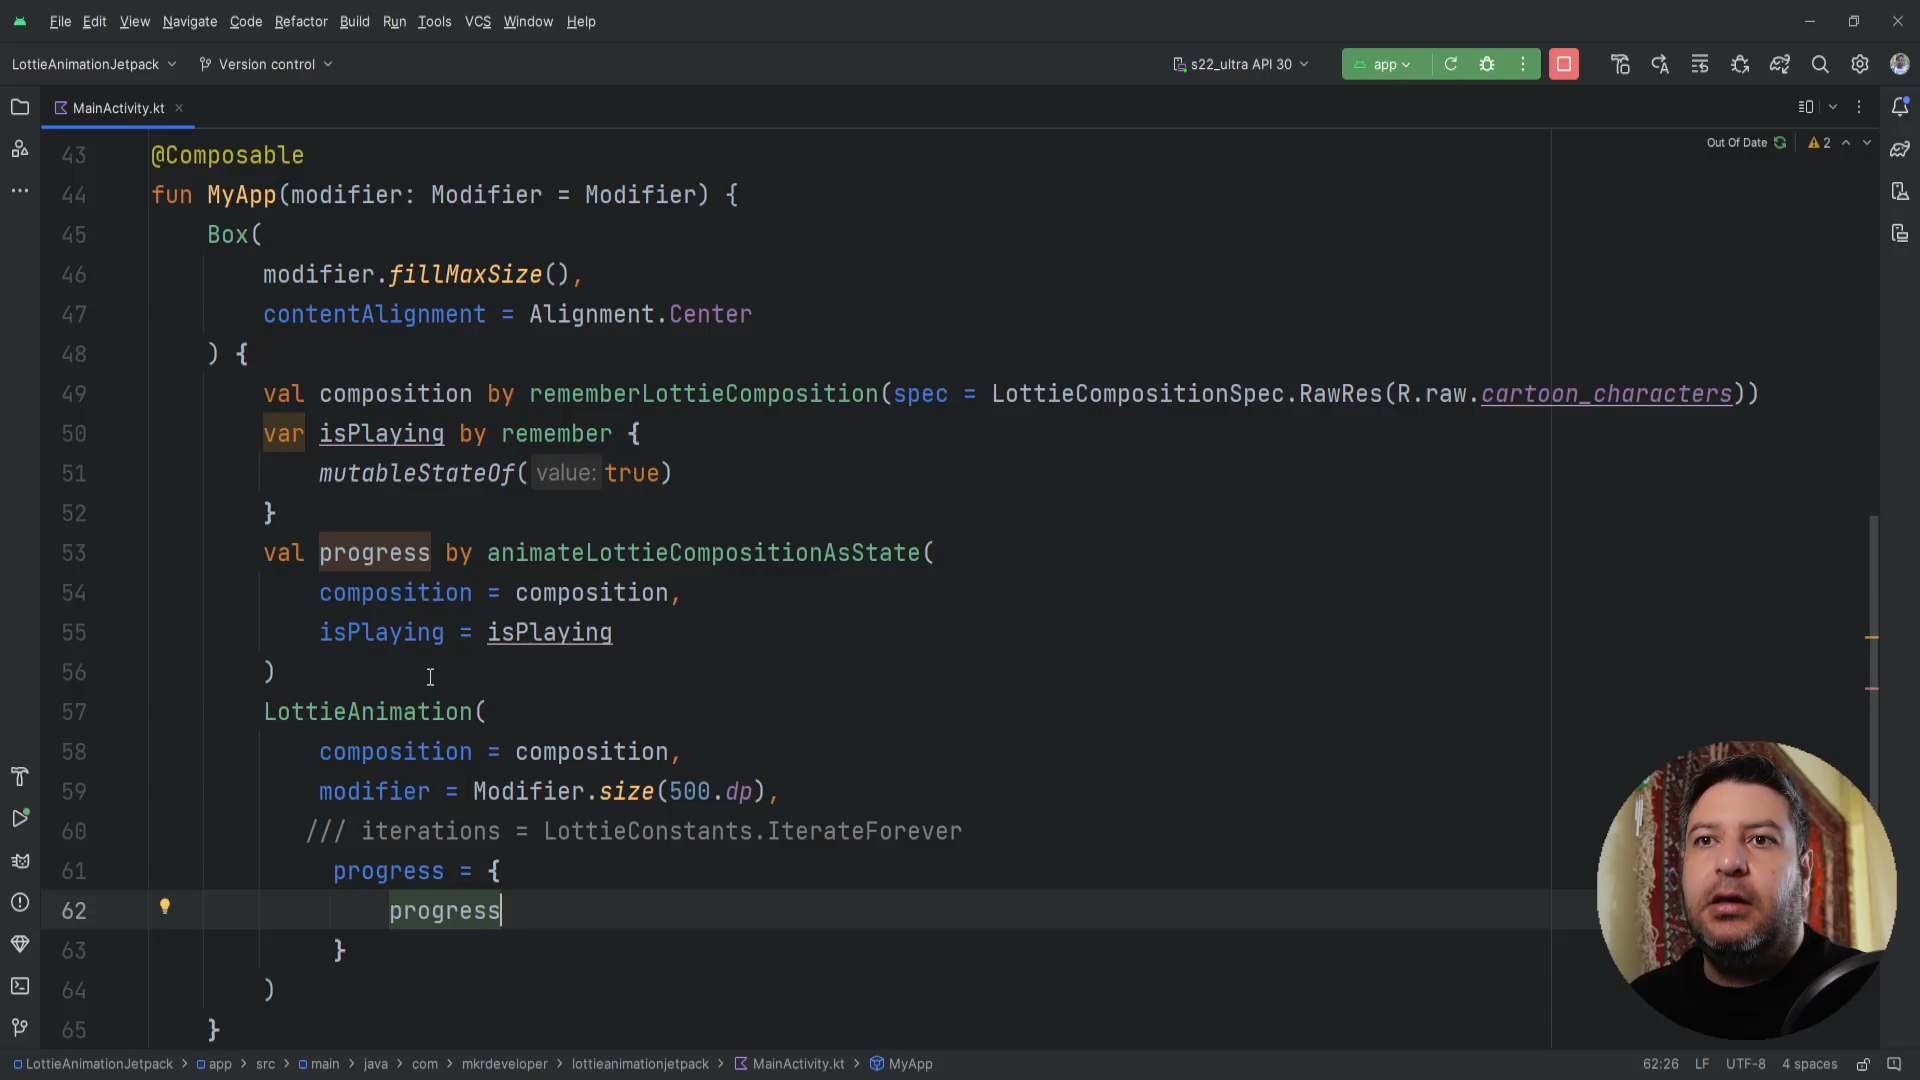 File Edit View Navigate Code Refactor Build Run Tools VCS Window Help
LottieAnimationJetpack Version control s22_ultra API 30 app
MainActivity.kt
Out Of Date 2
43 @Composable
44 fun MyApp(modifier: Modifier = Modifier) {
45 Box(
46 modifier.fillMaxSize(),
47 contentAlignment = Alignment.Center
48 ) {
49 val composition by rememberLottieComposition(spec = LottieCompositionSpec.RawRes(R.raw.cartoon_characters))
50 var isPlaying by remember {
51 mutableStateOf( value: true)
52 }
53 val progress by animateLottieCompositionAsState(
54 composition = composition,
55 isPlaying = isPlaying
56 )
57 LottieAnimation(
58 composition = composition,
59 modifier = Modifier.size(500.dp),
60 /// iterations = LottieConstants.IterateForever
61 progress = {
62 progress
63 }
64 )
65 }
LottieAnimationJetpack > app > src > main > java > com > mkrdeveloper > lottieanimationjetpack > MainActivity.kt > MyApp 62:26 LF UTF-8 4 spaces